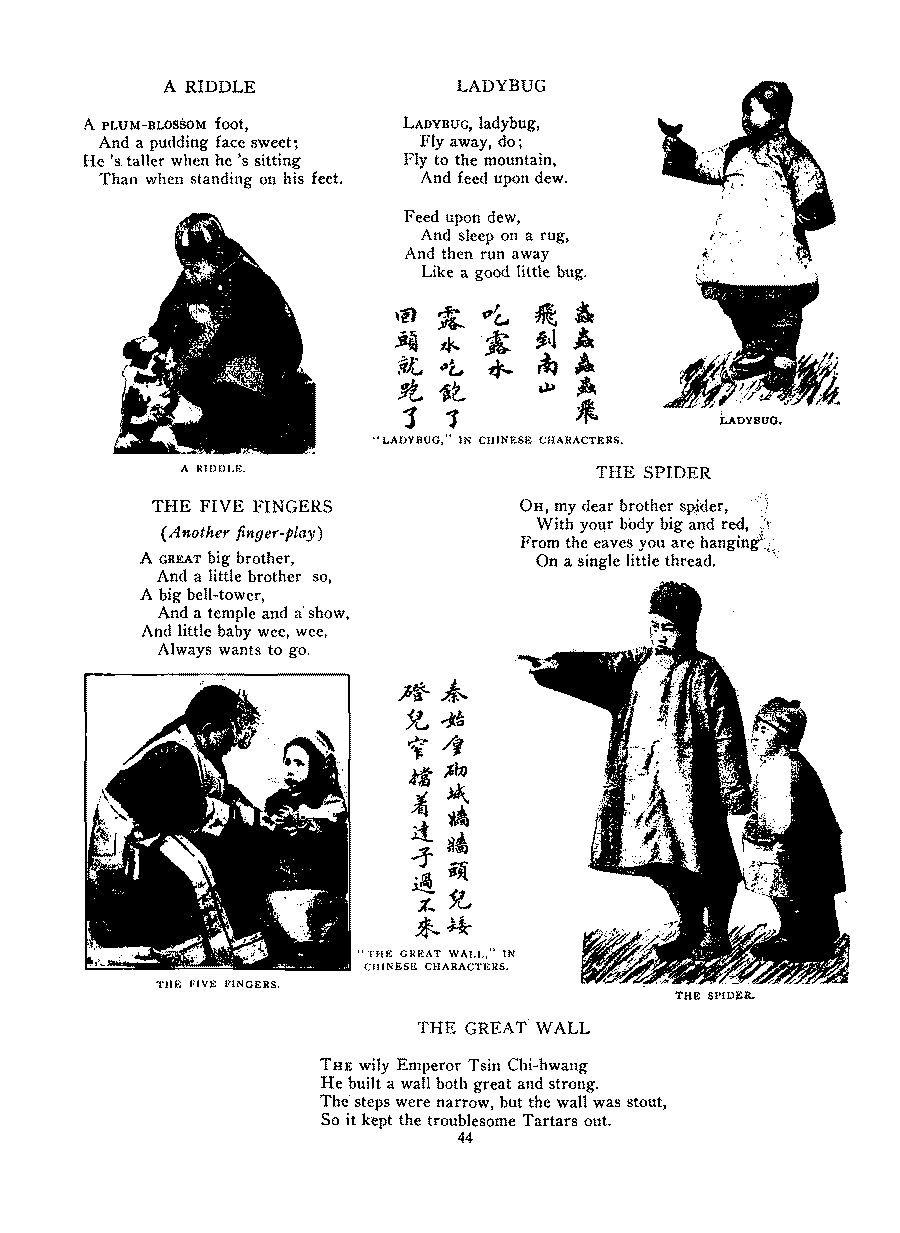 A RIDDLE
A PLUM-BLOSSOM foot,
And a pudding face sweet;
He 's taller when he 's sitting
Than when standing on his feet.
A RIDDLE.
LADYBUG
LADYBUG, ladybug,
Fly away, do;
Fly to the mountain,
And feed upon dew.
Feed upon dew,
And sleep on a rug,
And then run away
Like a good little bug.
蟲蟲蟲蟲飛
飛到南山
吃露水
露水吃飽了
回頭就跑了
"LADYBUG," IN CHINESE CHARACTERS.
LADYBUG.
THE FIVE FINGERS
(Another finger-play)
A GREAT big brother,
And a little brother so,
A big bell-tower,
And a temple and a show,
And little baby wee, wee,
Always wants to go.
THE FIVE FINGERS.
THE SPIDER
OH, my dear brother spider,
With your body big and red,
From the eaves you are hanging
On a single little thread.
秦始皇砌城牆牆頭兒矮
磴兒窄擋着達子過不來
"THE GREAT WALL," IN
CHINESE CHARACTERS.
THE SPIDER.
THE GREAT WALL
THE wily Emperor Tsin Chi-hwang
He built a wall both great and strong.
The steps were narrow, but the wall was stout,
So it kept the troublesome Tartars out.
44